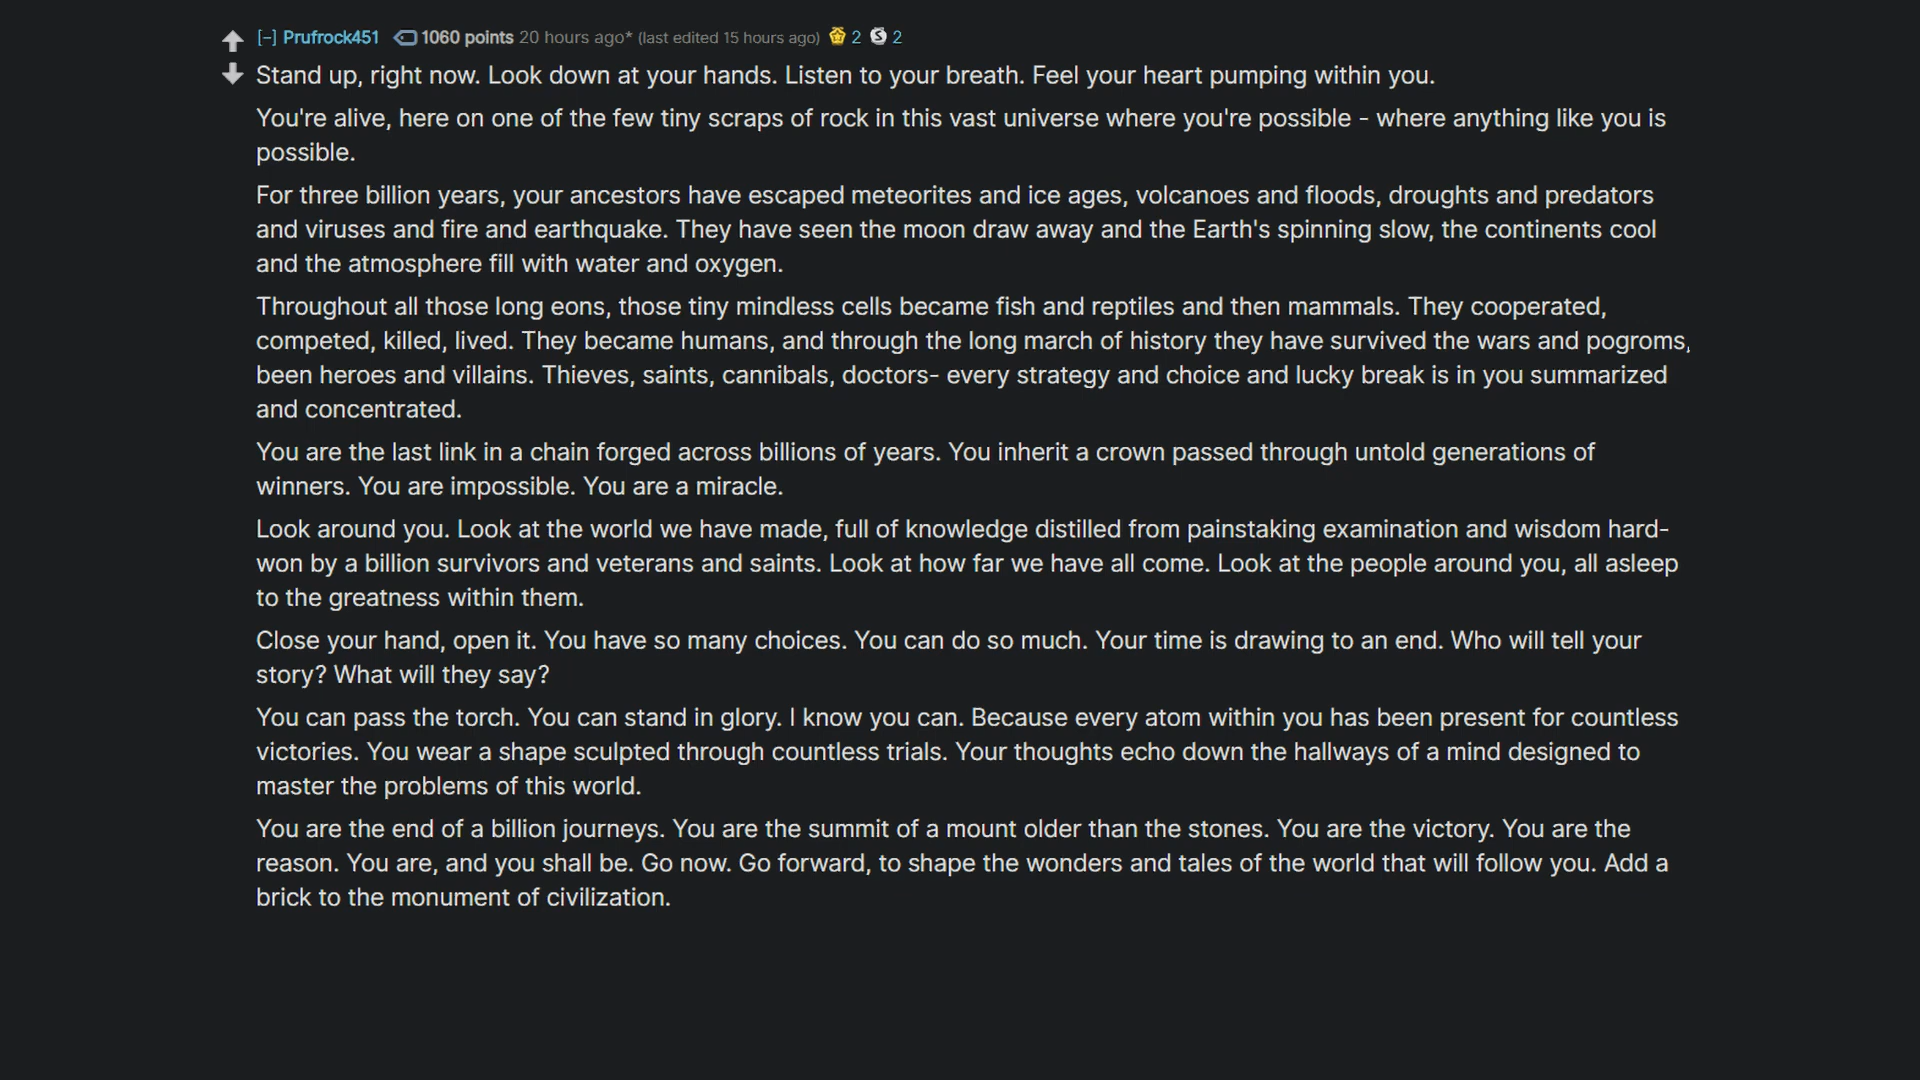 [–] Prufrock451 1060 points 20 hours ago* (last edited 15 hours ago) 2 S 2
Stand up, right now. Look down at your hands. Listen to your breath. Feel your heart pumping within you.
You're alive, here on one of the few tiny scraps of rock in this vast universe where you're possible - where anything like you is
possible.
For three billion years, your ancestors have escaped meteorites and ice ages, volcanoes and floods, droughts and predators
and viruses and fire and earthquake. They have seen the moon draw away and the Earth's spinning slow, the continents cool
and the atmosphere fill with water and oxygen.
Throughout all those long eons, those tiny mindless cells became fish and reptiles and then mammals. They cooperated,
competed, killed, lived. They became humans, and through the long march of history they have survived the wars and pogroms,
been heroes and villains. Thieves, saints, cannibals, doctors- every strategy and choice and lucky break is in you summarized
and concentrated.
You are the last link in a chain forged across billions of years. You inherit a crown passed through untold generations of
winners. You are impossible. You are a miracle.
Look around you. Look at the world we have made, full of knowledge distilled from painstaking examination and wisdom hard-
won by a billion survivors and veterans and saints. Look at how far we have all come. Look at the people around you, all asleep
to the greatness within them.
Close your hand, open it. You have so many choices. You can do so much. Your time is drawing to an end. Who will tell your
story? What will they say?
You can pass the torch. You can stand in glory. I know you can. Because every atom within you has been present for countless
victories. You wear a shape sculpted through countless trials. Your thoughts echo down the hallways of a mind designed to
master the problems of this world.
You are the end of a billion journeys. You are the summit of a mount older than the stones. You are the victory. You are the
reason. You are, and you shall be. Go now. Go forward, to shape the wonders and tales of the world that will follow you. Add a
brick to the monument of civilization.